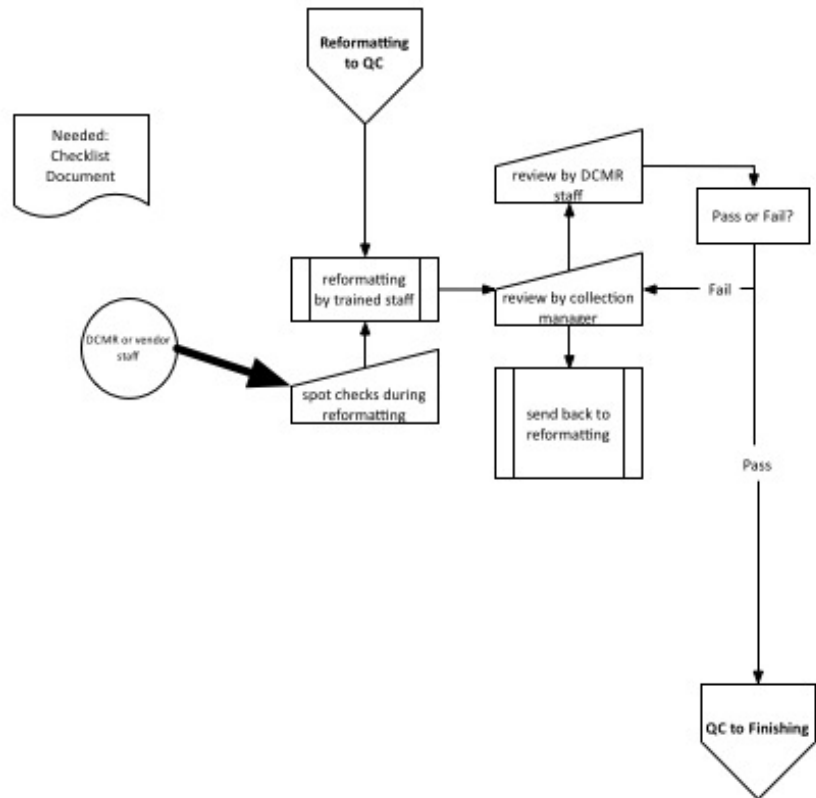 Reformatting
to QC
Needed:
Checklist
Document
review by DCMR
staff
Pass or Fail?
reformatting
by trained staff
review by collection
manager
Fail
DCMR or vendor
staff
spot checks during
reformatting
send back to
reformatting
Pass
QC to Finishing